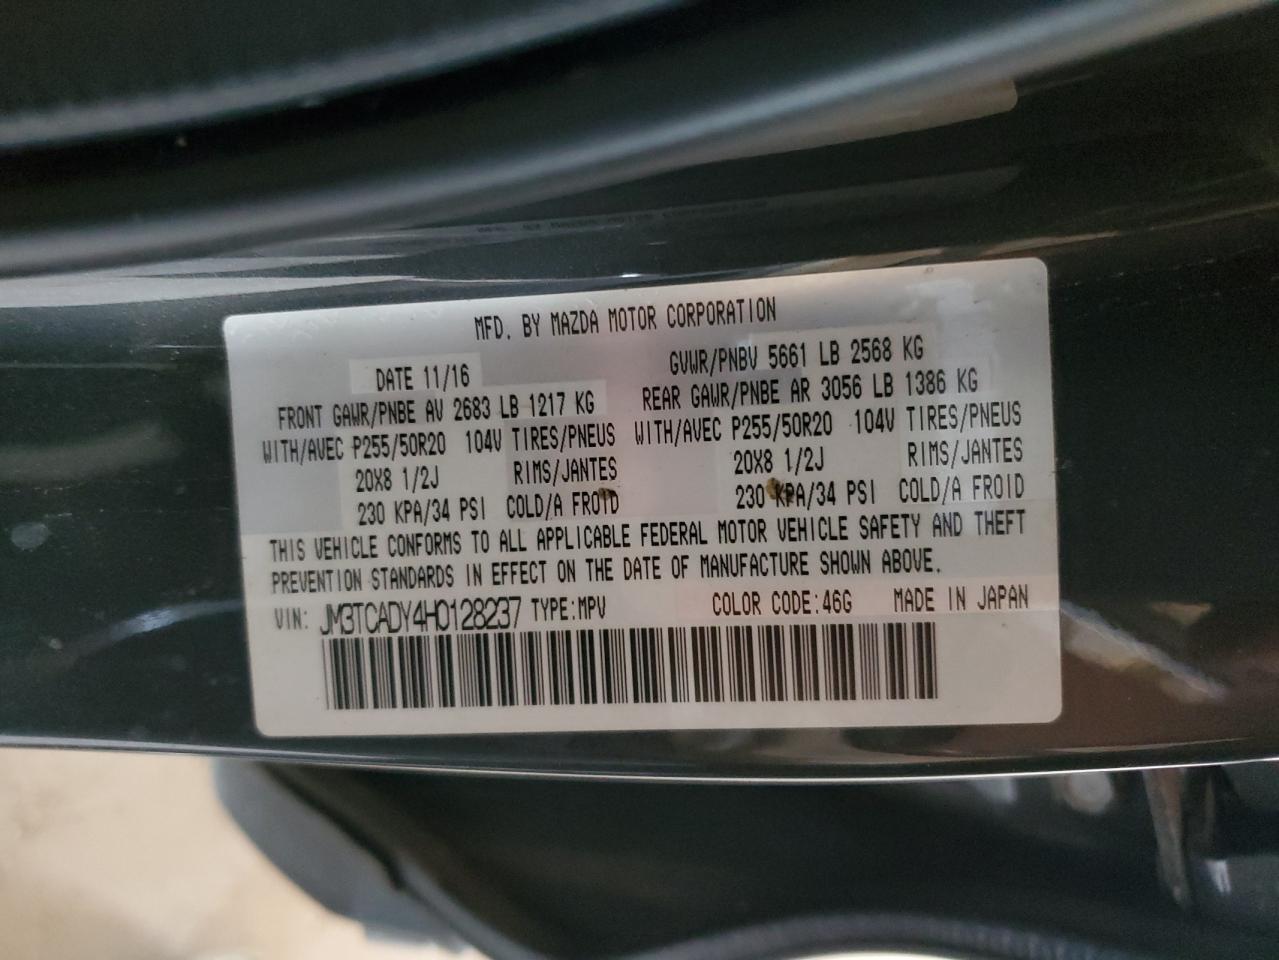 MFD. BY MAZDA MOTOR CORPORATION
DATE 11/16 GVWR/PNBV 5661 LB 2568 KG
FRONT GAWR/PNBE AV 2683 LB 1217 KG REAR GAWR/PNBE AR 3056 LB 1386 KG
WITH/AVEC P255/50R20 104V TIRES/PNEUS WITH/AVEC P255/50R20 104V TIRES/PNEUS
20X8 1/2J RIMS/JANTES 20X8 1/2J RIMS/JANTES
230 KPA/34 PSI COLD/A FROID 230 KPA/34 PSI COLD/A FROID
THIS VEHICLE CONFORMS TO ALL APPLICABLE FEDERAL MOTOR VEHICLE SAFETY AND THEFT
PREVENTION STANDARDS IN EFFECT ON THE DATE OF MANUFACTURE SHOWN ABOVE.
VIN: JM3TCADY4H0128237 TYPE:MPV COLOR CODE:46G MADE IN JAPAN